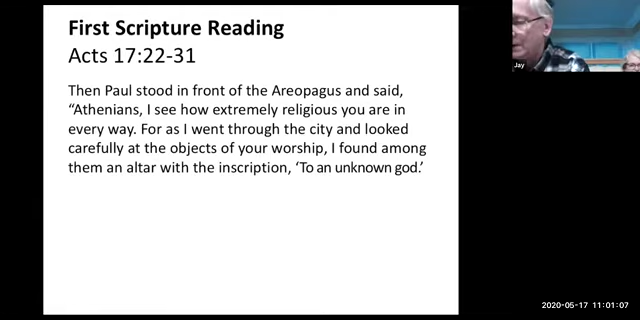 First Scripture Reading
Acts 17:22-31
Then Paul stood in front of the Areopagus and said,
“Athenians, I see how extremely religious you are in
every way. For as I went through the city and looked
carefully at the objects of your worship, I found among
them an altar with the inscription, ‘To an unknown god.’
Jay
2020-05-17 11:01:07